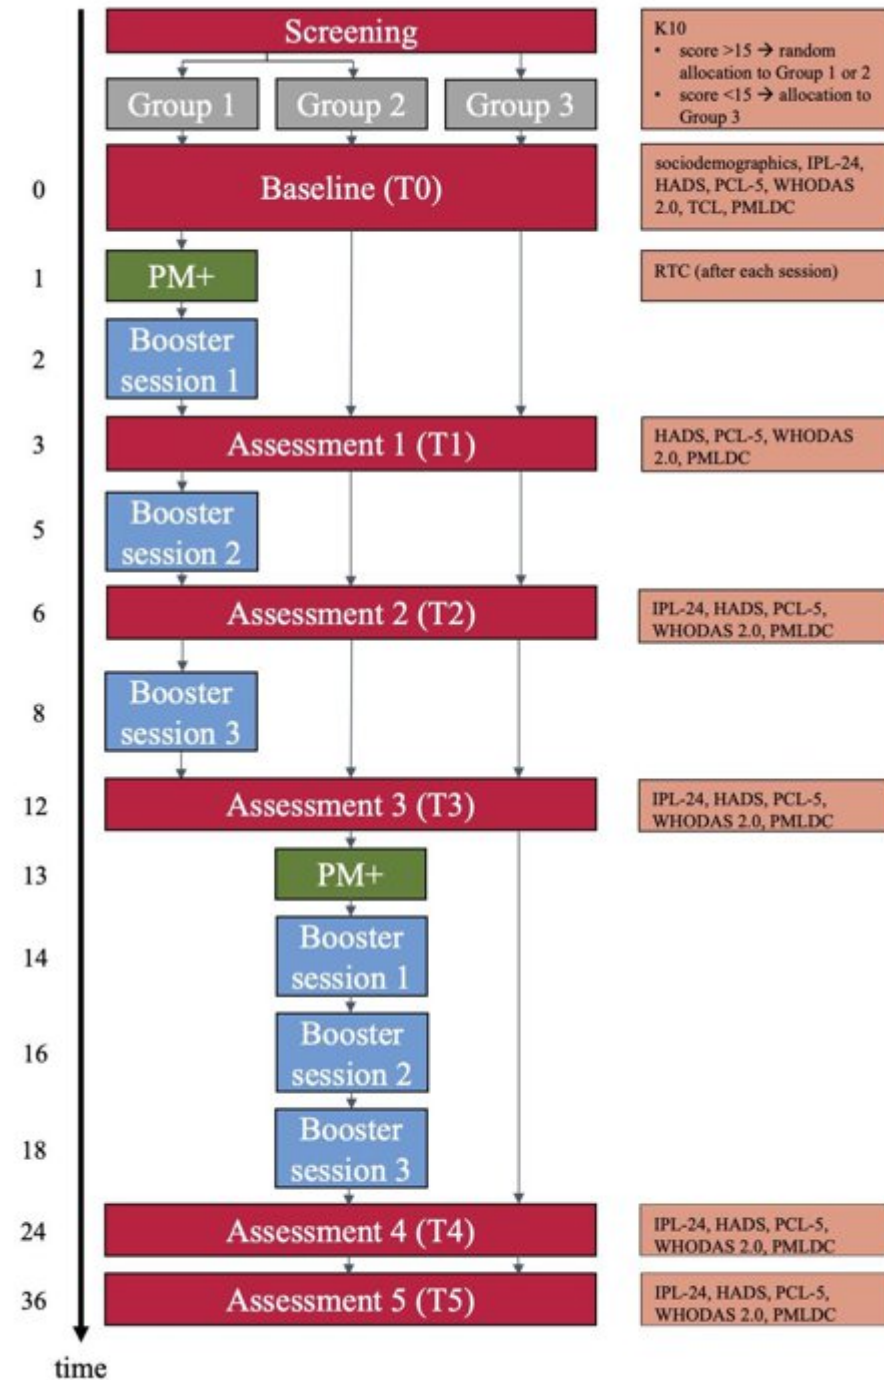 Screening
K10
• score >15 → random
allocation to Group 1 or 2
• score <15 → allocation to
Group 3
Group 1
Group 2
Group 3
0
Baseline (T0)
sociodemographics, IPL-24,
HADS, PCL-5, WHODAS
2.0, TCL, PMLDC
1
PM+
RTC (after each session)
2
Booster
session 1
3
Assessment 1 (T1)
HADS, PCL-5, WHODAS
2.0, PMLDC
5
Booster
session 2
6
Assessment 2 (T2)
IPL-24, HADS, PCL-5,
WHODAS 2.0, PMLDC
8
Booster
session 3
12
Assessment 3 (T3)
IPL-24, HADS, PCL-5,
WHODAS 2.0, PMLDC
13
PM+
14
Booster
session 1
16
Booster
session 2
18
Booster
session 3
24
Assessment 4 (T4)
IPL-24, HADS, PCL-5,
WHODAS 2.0, PMLDC
36
Assessment 5 (T5)
IPL-24, HADS, PCL-5,
WHODAS 2.0, PMLDC
time